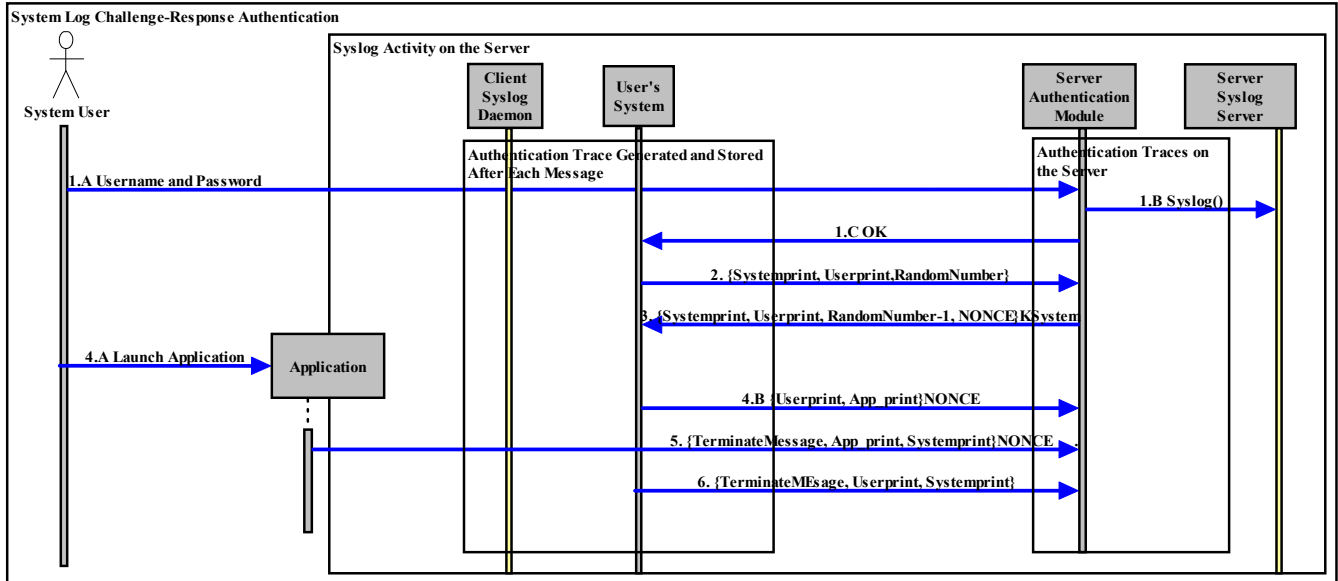 System Log Challenge-Response Authentication
Syslog Activity on the Server
System User
Client
Syslog
Daemon
User's
System
Server
Authentication
Module
Server
Syslog
Server
Authentication Trace Generated and Stored
After Each Message
Authentication Traces on
the Server
1.A Username and Password
1.B Syslog()
1.C OK
2. {Systemprint, Userprint,RandomNumber}
3. {Systemprint, Userprint, RandomNumber-1, NONCE}KSystem
4.A Launch Application
Application
4.B {Userprint, App_print}NONCE
5. {TerminateMessage, App_print, Systemprint}NONCE .
6. {TerminateMEsage, Userprint, Systemprint}